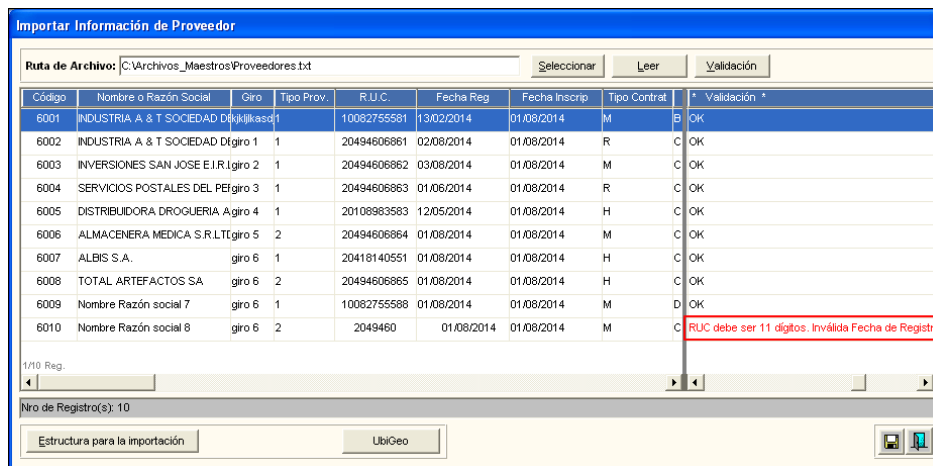 Importar Información de Proveedor
Ruta de Archivo: C:\Archivos_Maestros\Proveedores.txt Seleccionar Leer Validación
Código Nombre o Razón Social Giro Tipo Prov. R.U.C. Fecha Reg Fecha Inscrip Tipo Contrat * Validación *
6001 INDUSTRIA A & T SOCIEDAD DE kjkljlkasd 1 10082755581 13/02/2014 01/08/2014 M B OK
6002 INDUSTRIA A & T SOCIEDAD DE giro 1 1 20494606861 02/08/2014 01/08/2014 R C OK
6003 INVERSIONES SAN JOSE E.I.R.L giro 2 1 20494606862 03/08/2014 01/08/2014 M C OK
6004 SERVICIOS POSTALES DEL PER giro 3 1 20494606863 01/06/2014 01/08/2014 R C OK
6005 DISTRIBUIDORA DROGUERIA A giro 4 1 20108983583 12/05/2014 01/08/2014 H C OK
6006 ALMACENERA MEDICA S.R.LTD giro 5 2 20494606864 01/08/2014 01/08/2014 M C OK
6007 ALBIS S.A. giro 6 1 20418140551 01/08/2014 01/08/2014 H C OK
6008 TOTAL ARTEFACTOS SA giro 6 2 20494606865 01/08/2014 01/08/2014 H C OK
6009 Nombre Razón social 7 giro 6 1 10082755588 01/08/2014 01/08/2014 M D OK
6010 Nombre Razón social 8 giro 6 2 2049460 01/08/2014 01/08/2014 M C RUC debe ser 11 dígitos. Inválida Fecha de Registr
1/10 Reg.
Nro de Registro(s): 10
Estructura para la importación UbiGeo